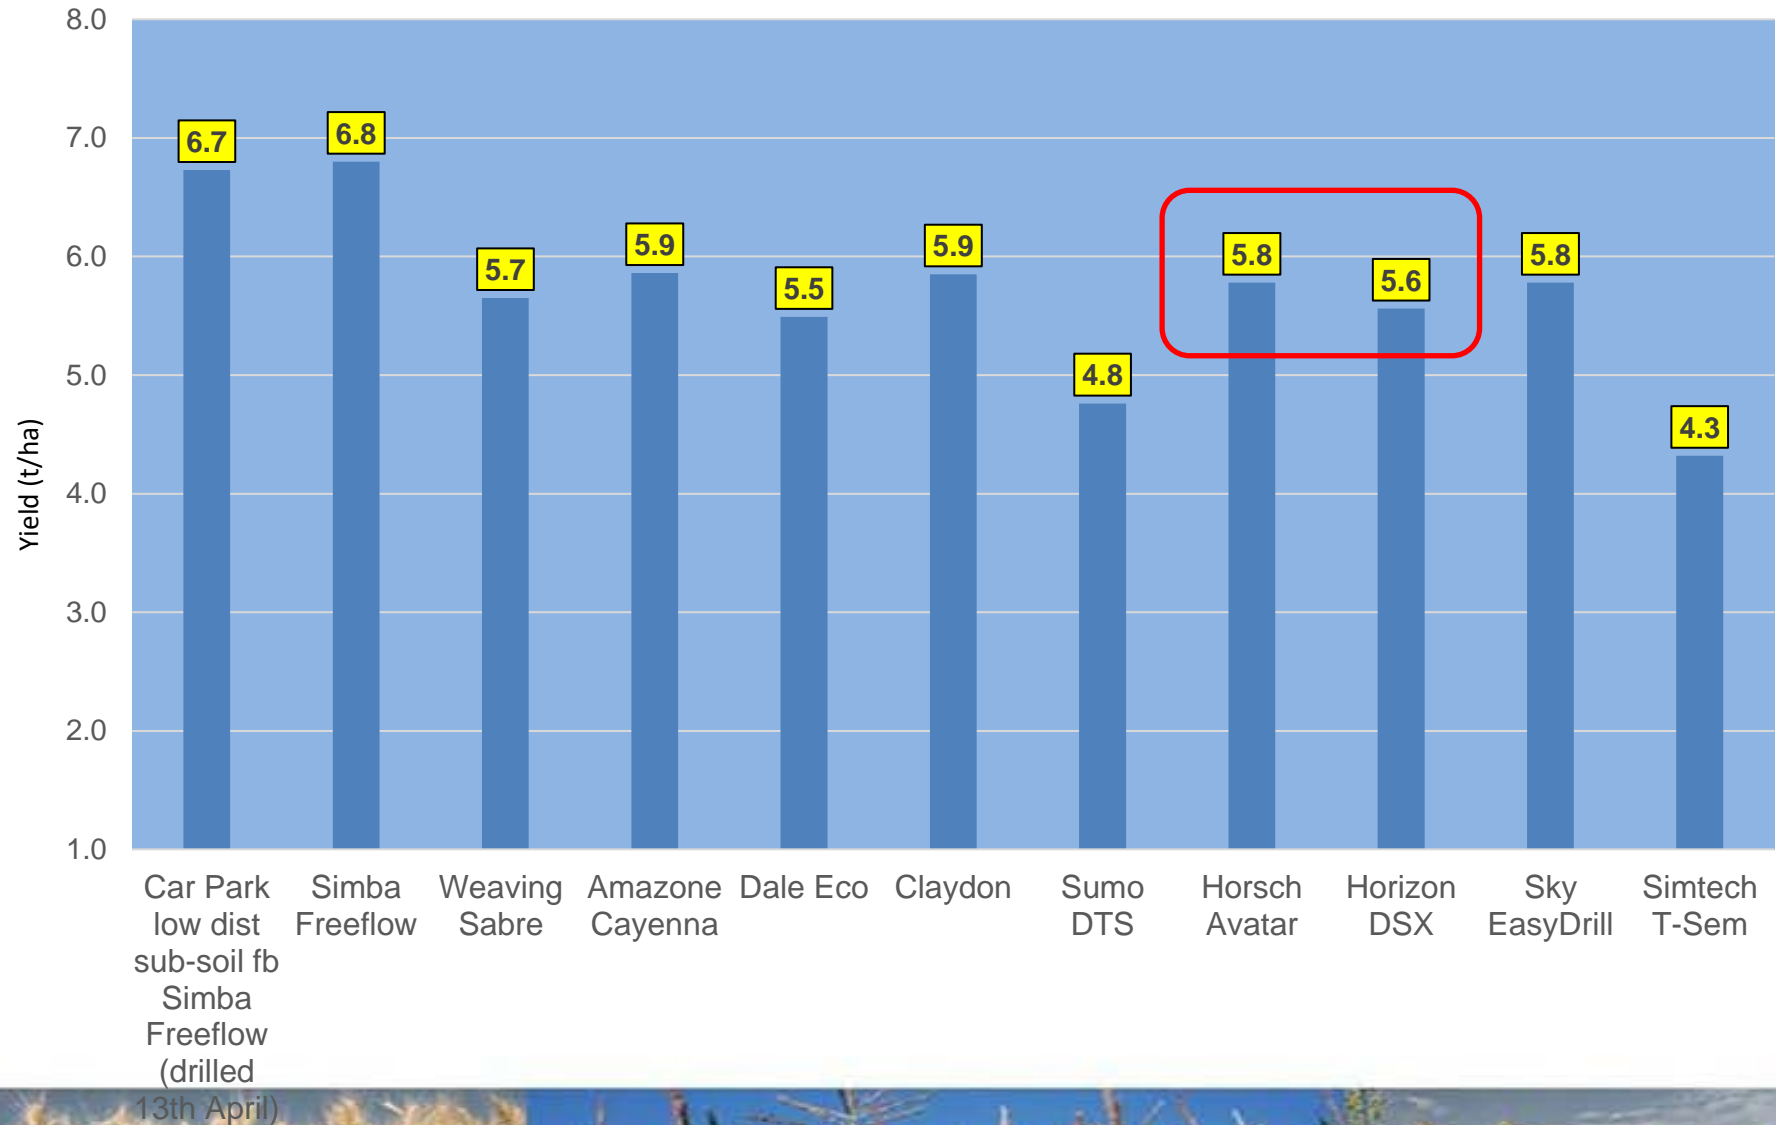 8.0
7.0
6.0
5.0
4.0
3.0
2.0
1.0
Yield (t/ha)
6.7
6.8
5.7
5.9
5.5
5.9
4.8
5.8
5.6
5.8
4.3
Car Park
low dist
sub-soil fb
Simba
Freeflow
(drilled
13th April)
Simba
Freeflow
Weaving
Sabre
Amazone
Cayenna
Dale Eco
Claydon
Sumo
DTS
Horsch
Avatar
Horizon
DSX
Sky
EasyDrill
Simtech
T-Sem